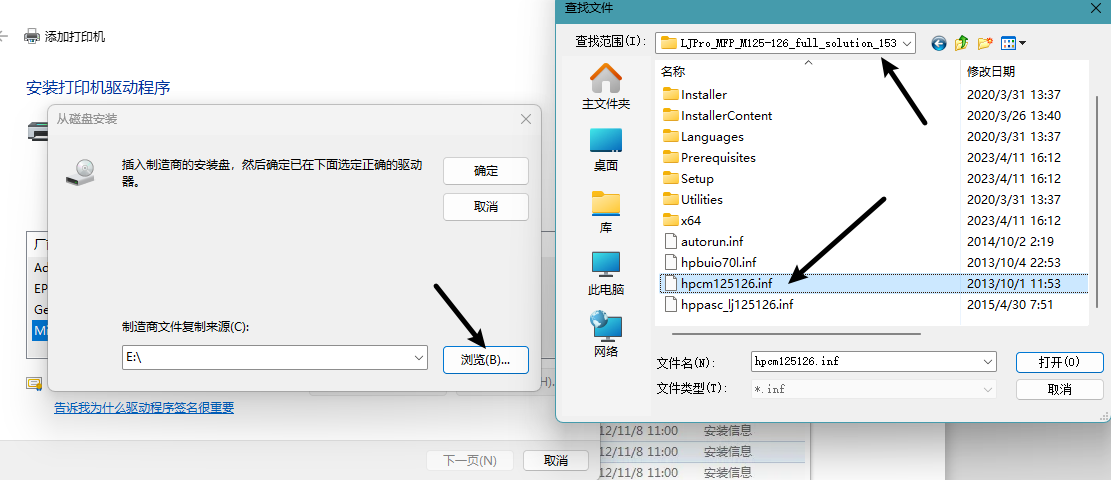 添加打印机
安装打印机驱动程序
从磁盘安装
插入制造商的安装盘，然后确定已在下面选定正确的驱动
器。
确定
取消
厂
Ad
EP
Ge
Mi
制造商文件复制来源(C):
E:\
浏览(B)...
H)...
告诉我为什么驱动程序签名很重要
下一页(N)
取消
查找文件
查找范围(I):
LJPro_MFP_M125-126_full_solution_153
主文件夹
桌面
库
此电脑
网络
名称 修改日期
Installer 2020/3/31 13:37
InstallerContent 2020/3/26 13:40
Languages 2020/3/31 13:37
Prerequisites 2023/4/11 16:12
Setup 2023/4/11 16:12
Utilities 2020/3/31 13:37
x64 2023/4/11 16:12
autorun.inf 2014/10/2 2:19
hpbuio70l.inf 2013/10/4 22:53
hpcm125126.inf 2013/10/1 11:53
hppasc_lj125126.inf 2015/4/30 7:51
文件名(N):
hpcm125126.inf
打开(O)
文件类型(T):
*.inf
取消
12/11/8 11:00 安装信息
12/11/8 11:00 安装信息
12/11/8 11:00 安装信息